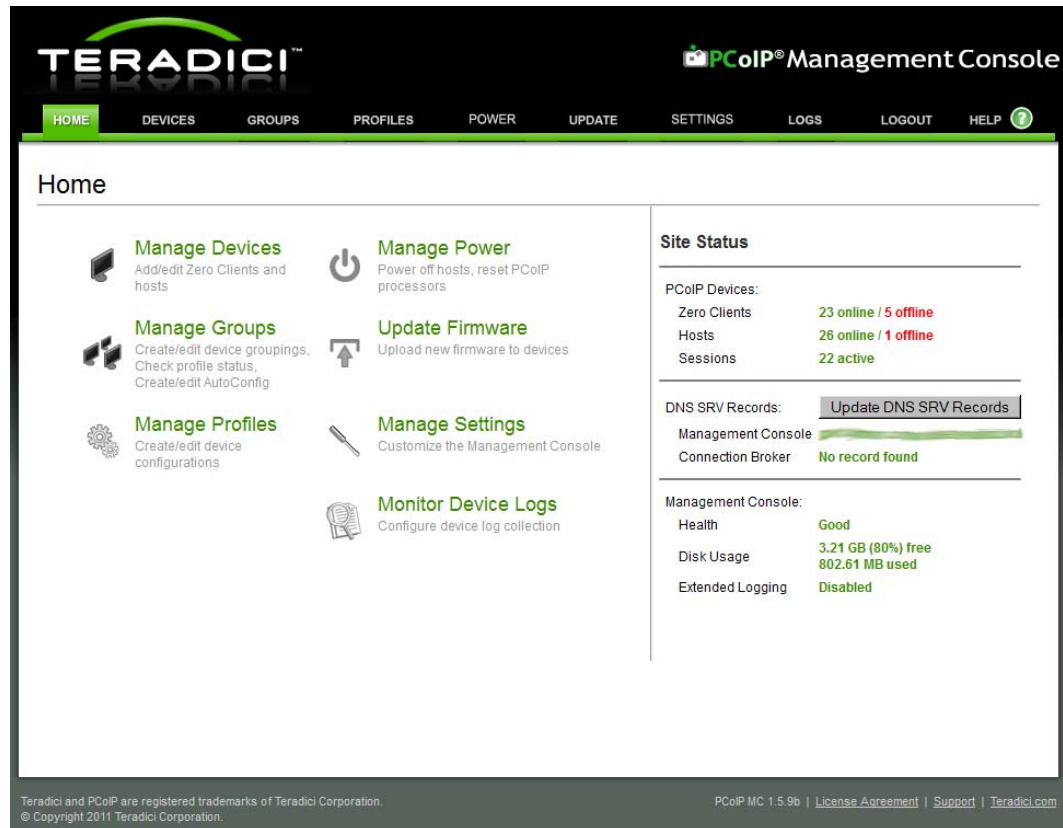 TERADICI™
PCoIP® Management Console
HOME DEVICES GROUPS PROFILES POWER UPDATE SETTINGS LOGS LOGOUT HELP ?
Home
Manage Devices
Add/edit Zero Clients and
hosts
Manage Groups
Create/edit device groupings,
Check profile status,
Create/edit AutoConfig
Manage Profiles
Create/edit device
configurations
Manage Power
Power off hosts, reset PCoIP
processors
Update Firmware
Upload new firmware to devices
Manage Settings
Customize the Management Console
Monitor Device Logs
Configure device log collection
Site Status
PCoIP Devices:
Zero Clients 23 online / 5 offline
Hosts 26 online / 1 offline
Sessions 22 active
DNS SRV Records: Update DNS SRV Records
Management Console
Connection Broker No record found
Management Console:
Health Good
Disk Usage 3.21 GB (80%) free
802.61 MB used
Extended Logging Disabled
Teradici and PCoIP are registered trademarks of Teradici Corporation.
© Copyright 2011 Teradici Corporation.
PCoIP MC 1.5.9b | License Agreement | Support | Teradici.com